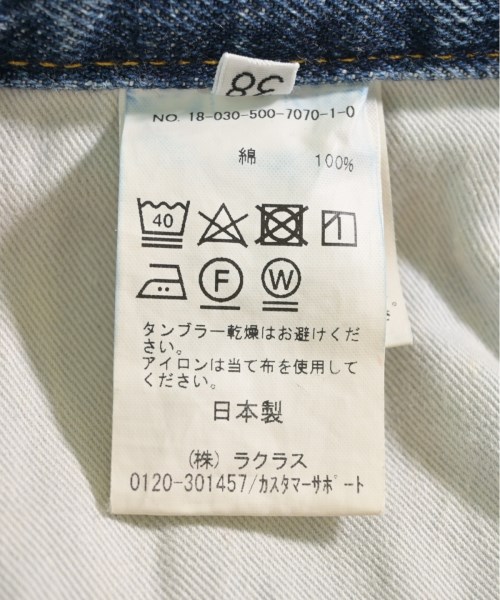 38
NO. 18-030-500-7070-1-0
綿 100%
40
F W
タンブラー乾燥はお避けくだ
さい。
アイロンは当て布を使用して
ください。
日本製
(株) ラクラス
0120-301457/カスタマーサポート